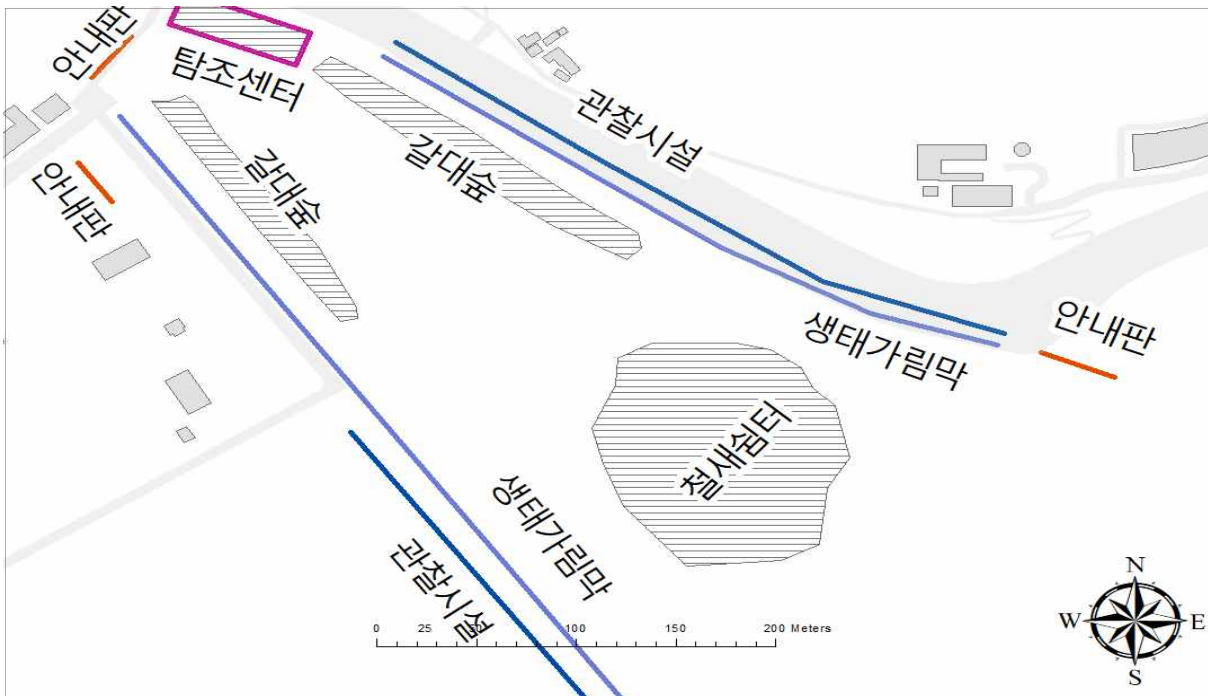 안내판
탐조센터
관찰시설
갈대숲
갈대숲
안내판
안내판
생태가림막
철새쉼터
생태가림막
관찰시설
0 25 50 100 150 200 Meters
N
W E
S